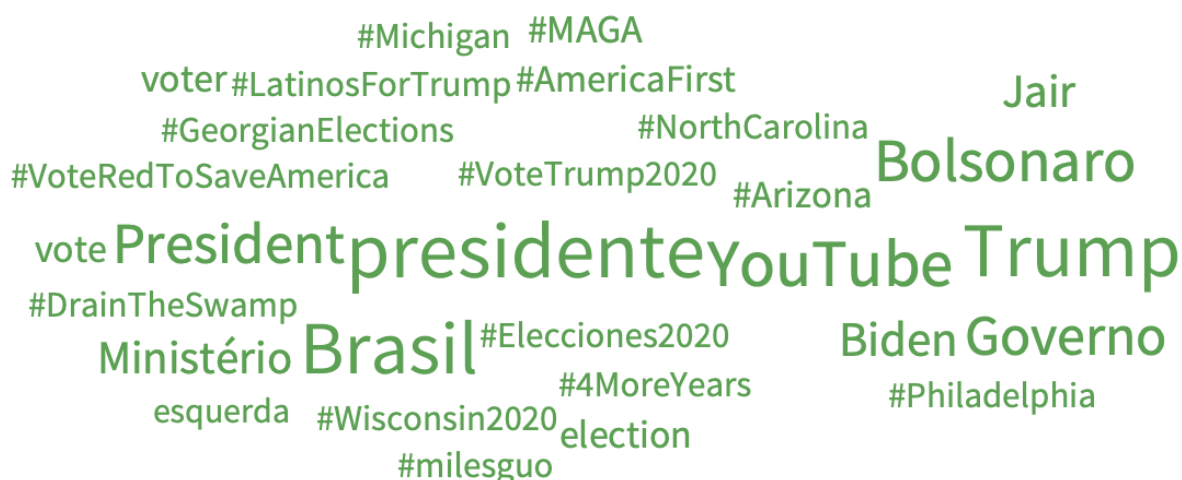 #Michigan #MAGA
voter #LatinosForTrump #AmericaFirst Jair
#GeorgianElections #NorthCarolina
#VoteRedToSaveAmerica #VoteTrump2020 #Arizona Bolsonaro
vote President presidente YouTube Trump
#DrainTheSwamp
Ministério Brasil #Elecciones2020 Biden Governo
#4MoreYears #Philadelphia
esquerda #Wisconsin2020 election
#milesguo